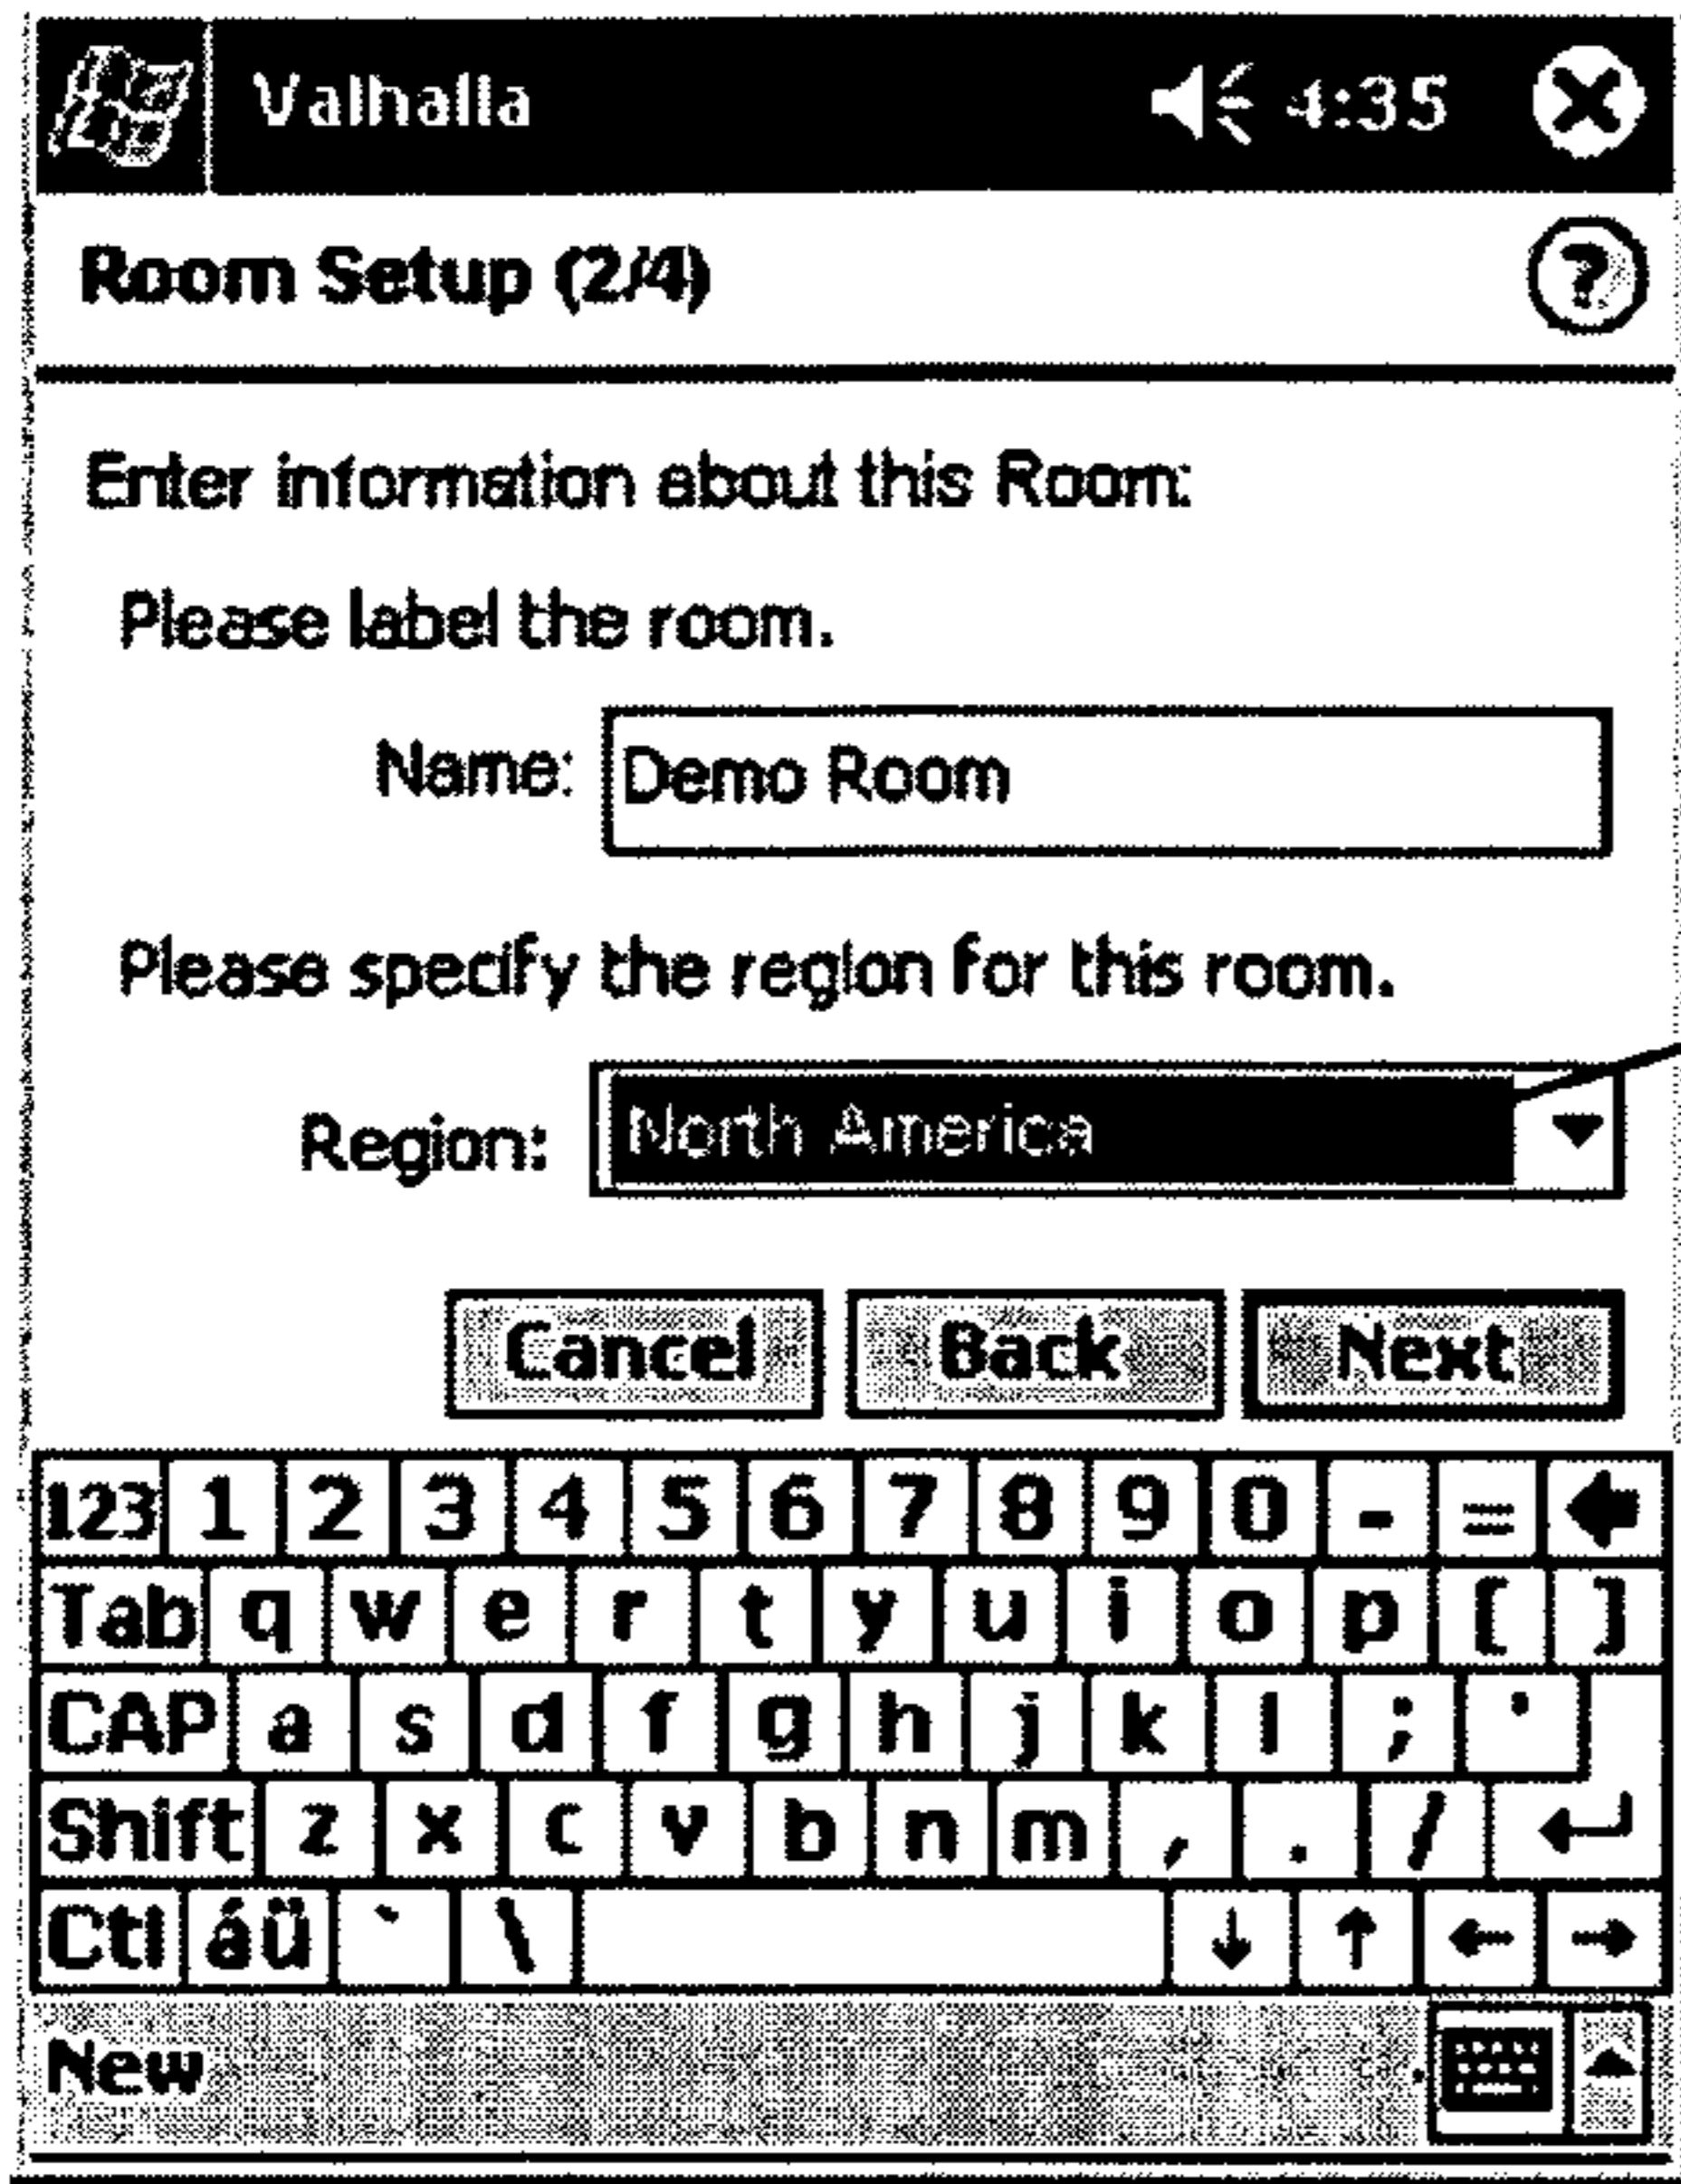 Valhalla 4:35
Room Setup (2/4) ?
Enter information about this Room:
Please label the room.
Name: Demo Room
Please specify the region for this room.
Region: North America
Cancel Back Next
123 1 2 3 4 5 6 7 8 9 0 - =
Tab q w e r t y u i o p [ ]
CAP a s d f g h j k l ; '
Shift z x c v b n m , . /
Ctl áü ` \
New